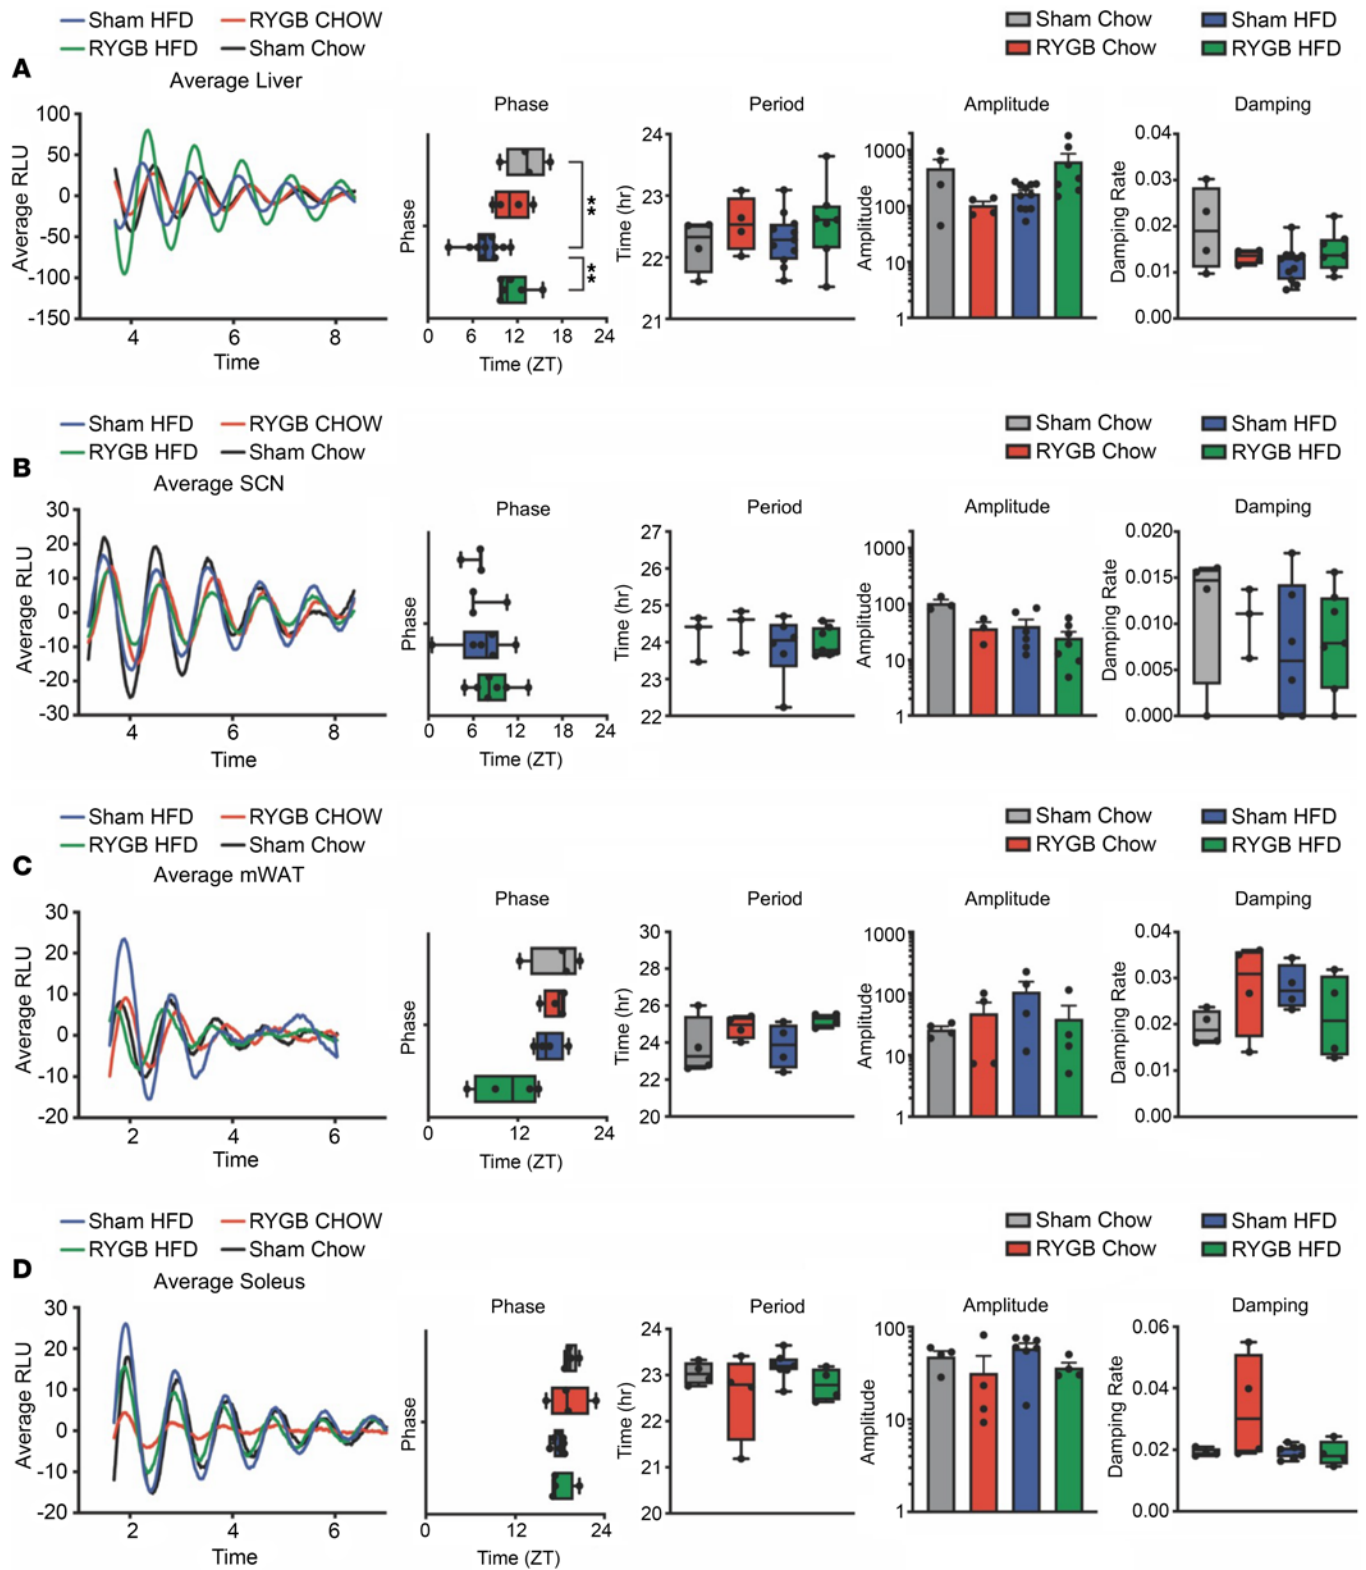 Sham HFD RYGB CHOW Sham Chow Sham HFD
RYGB HFD Sham Chow RYGB Chow RYGB HFD
A
Average Liver
Phase Period Amplitude Damping
100
50
0
-50
-100
-150
Average RLU
4 6 8
Time
Phase
**
**
0 6 12 18 24
Time (ZT)
24
23
22
21
Time (hr)
1000
100
10
1
Amplitude
0.04
0.03
0.02
0.01
0.00
Damping Rate
Sham HFD RYGB CHOW Sham Chow Sham HFD
RYGB HFD Sham Chow RYGB Chow RYGB HFD
B
Average SCN
Phase Period Amplitude Damping
30
20
10
0
-10
-20
-30
Average RLU
4 6 8
Time
Phase
0 6 12 18 24
Time (ZT)
27
26
25
24
23
22
Time (hr)
1000
100
10
1
Amplitude
0.020
0.015
0.010
0.005
0.000
Damping Rate
Sham HFD RYGB CHOW Sham Chow Sham HFD
RYGB HFD Sham Chow RYGB Chow RYGB HFD
C
Average mWAT
Phase Period Amplitude Damping
30
20
10
0
-10
-20
Average RLU
2 4 6
Time
Phase
0 12 24
Time (ZT)
30
28
26
24
22
20
Time (hr)
1000
100
10
1
Amplitude
0.04
0.03
0.02
0.01
0.00
Damping Rate
Sham HFD RYGB CHOW Sham Chow Sham HFD
RYGB HFD Sham Chow RYGB Chow RYGB HFD
D
Average Soleus
Phase Period Amplitude Damping
30
20
10
0
-10
-20
Average RLU
2 4 6
Time
Phase
0 12 24
Time (ZT)
24
23
22
21
20
Time (hr)
100
10
1
Amplitude
0.06
0.04
0.02
0.00
Damping Rate